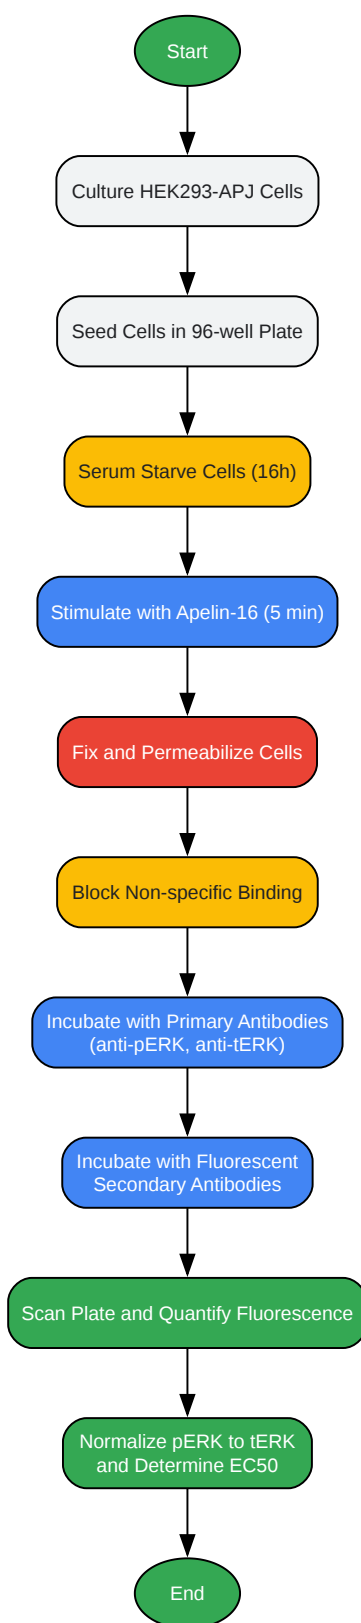 Start
Culture HEK293-APJ Cells
Seed Cells in 96-well Plate
Serum Starve Cells (16h)
Stimulate with Apelin-16 (5 min)
Fix and Permeabilize Cells
Block Non-specific Binding
Incubate with Primary Antibodies
(anti-pERK, anti-tERK)
Incubate with Fluorescent
Secondary Antibodies
Scan Plate and Quantify Fluorescence
Normalize pERK to tERK
and Determine EC50
End